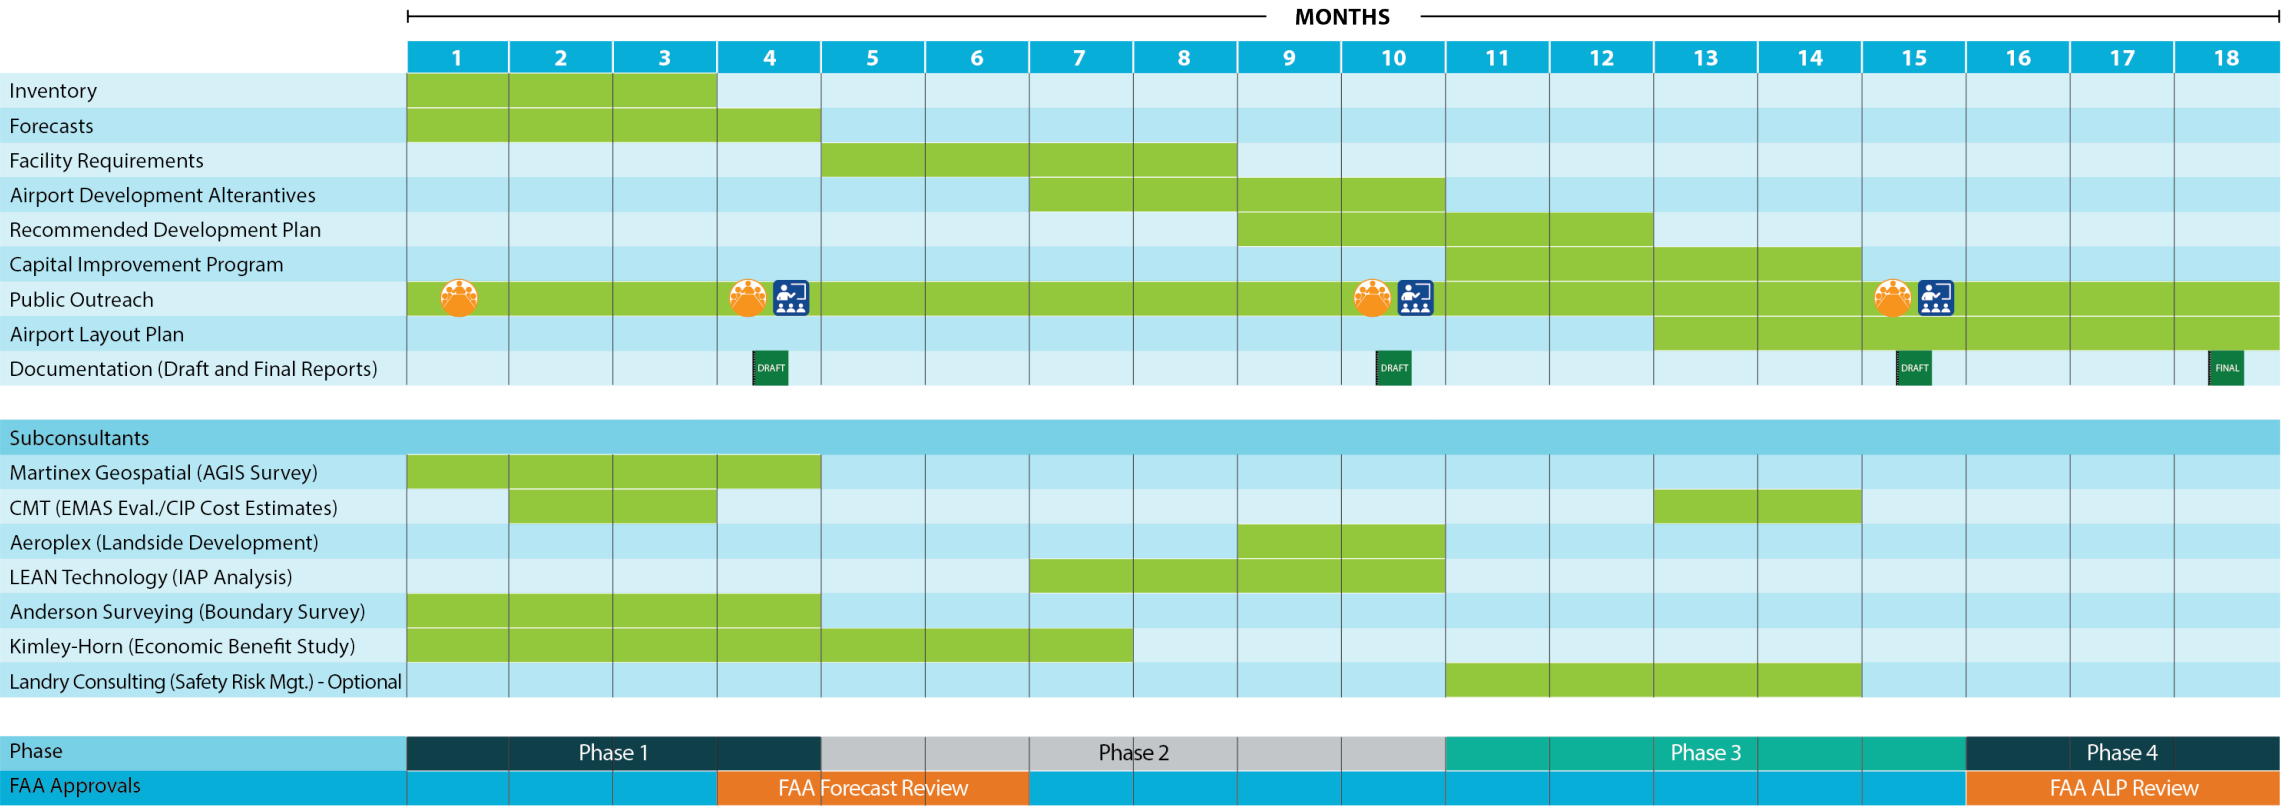 MONTHS
1 2 3 4 5 6 7 8 9 10 11 12 13 14 15 16 17 18
Inventory
Forecasts
Facility Requirements
Airport Development Alterantives
Recommended Development Plan
Capital Improvement Program
Public Outreach
Airport Layout Plan
Documentation (Draft and Final Reports) DRAFT DRAFT DRAFT FINAL
Subconsultants
Martinex Geospatial (AGIS Survey)
CMT (EMAS Eval./CIP Cost Estimates)
Aeroplex (Landside Development)
LEAN Technology (IAP Analysis)
Anderson Surveying (Boundary Survey)
Kimley-Horn (Economic Benefit Study)
Landry Consulting (Safety Risk Mgt.) - Optional
Phase Phase 1 Phase 2 Phase 3 Phase 4
FAA Approvals FAA Forecast Review FAA ALP Review